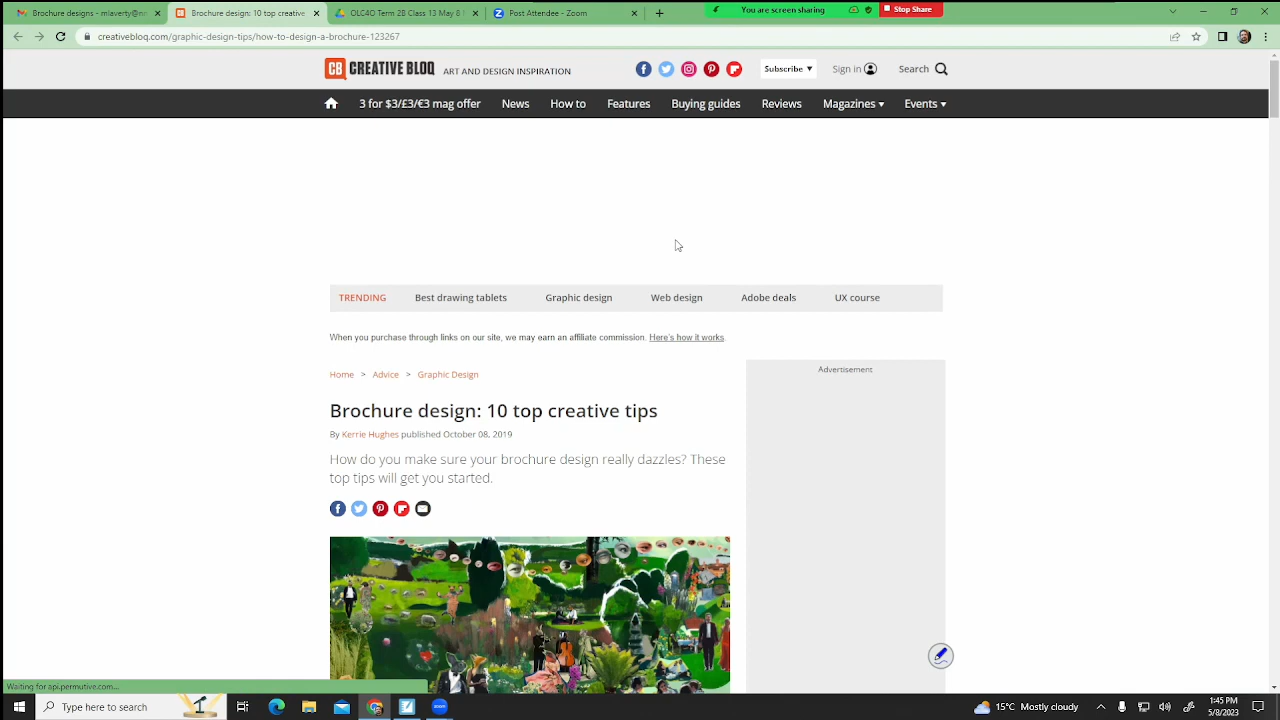 Brochure designs - mlaverty@nn
Brochure design: 10 top creative
OLC4O Term 2B Class 13 May 8 I
Post Attendee - Zoom
You are screen sharing
Stop Share
creativebloq.com/graphic-design-tips/how-to-design-a-brochure-123267
CB CREATIVE BLOQ ART AND DESIGN INSPIRATION
Subscribe
Sign in
Search
3 for $3/£3/€3 mag offer
News
How to
Features
Buying guides
Reviews
Magazines
Events
TRENDING
Best drawing tablets
Graphic design
Web design
Adobe deals
UX course
When you purchase through links on our site, we may earn an affiliate commission. Here's how it works.
Home > Advice > Graphic Design
Advertisement
Brochure design: 10 top creative tips
By Kerrie Hughes published October 08, 2019
How do you make sure your brochure design really dazzles? These
top tips will get you started.
Waiting for api.permutive.com...
Type here to search
zoom
15°C Mostly cloudy
1:45 PM
5/8/2023